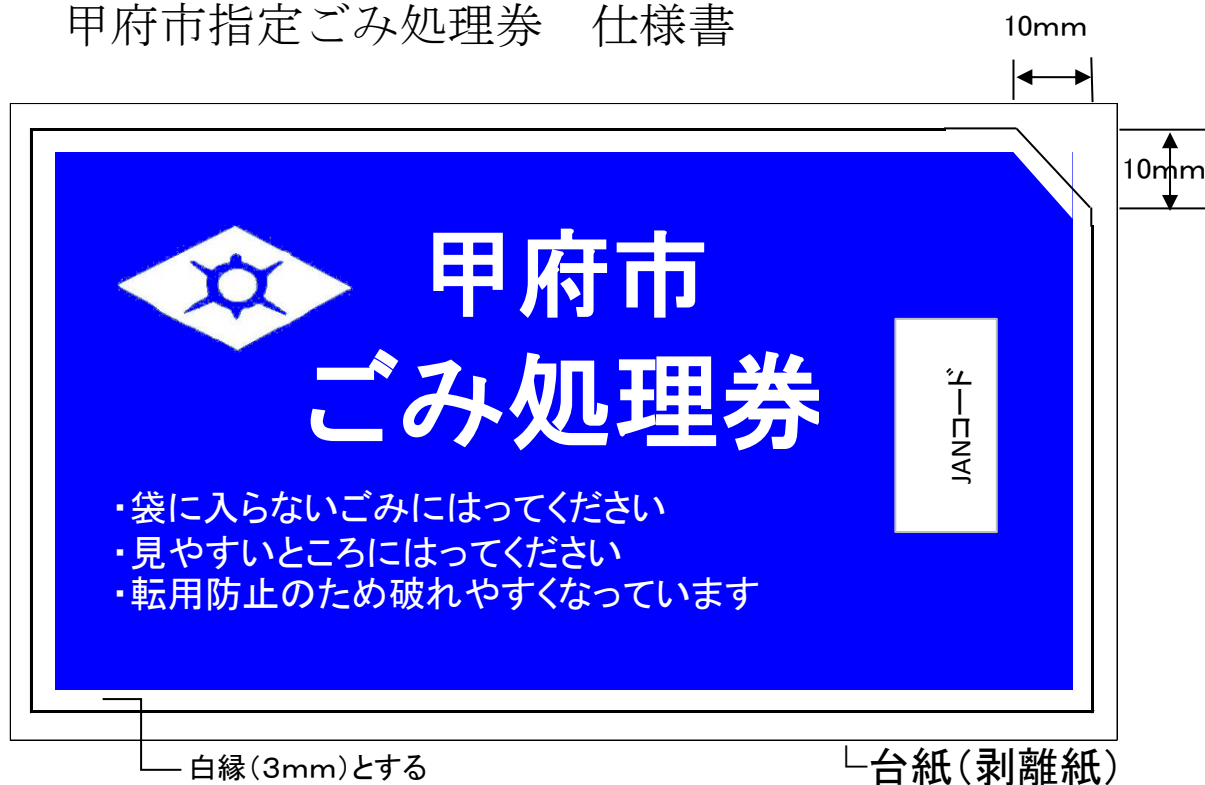 甲府市指定ごみ処理券　仕様書
10mm
10mm
甲府市
ごみ処理券
JANコード
・袋に入らないごみにはってください
・見やすいところにはってください
・転用防止のため破れやすくなっています
白縁（3mm）とする
台紙（剥離紙）